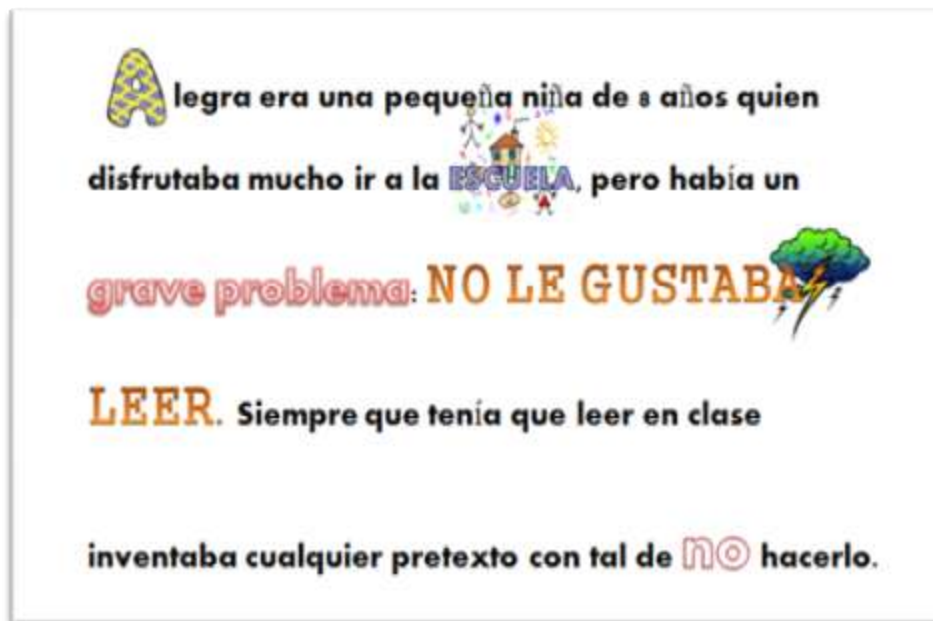 Alegra era una pequeña niña de 8 años quien
disfrutaba mucho ir a la ESCUELA, pero había un
grave problema: NO LE GUSTABA
LEER. Siempre que tenía que leer en clase
inventaba cualquier pretexto con tal de no hacerlo.